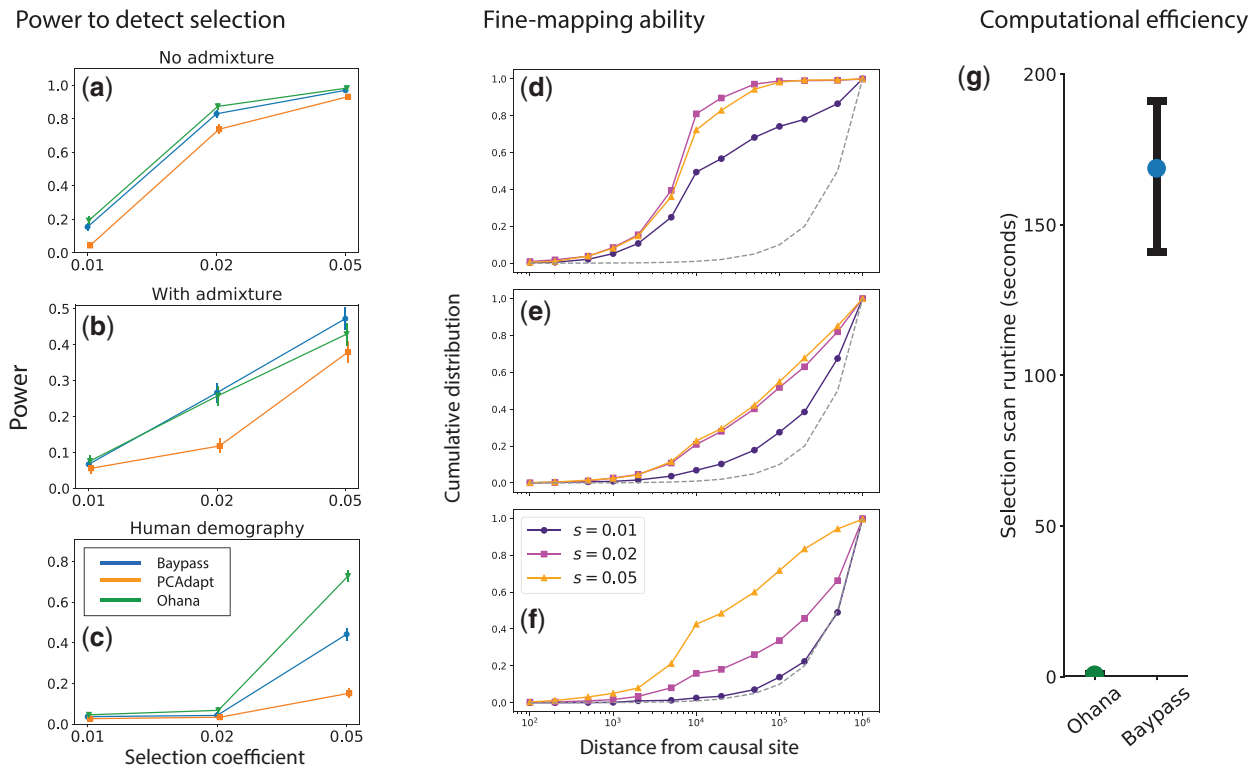 Power to detect selection
Fine-mapping ability
Computational efficiency
No admixture
(a)
1.0
0.8
0.6
0.4
0.2
0.0
0.01
0.02
0.05
With admixture
(b)
0.5
0.4
0.3
0.2
0.1
0.0
0.01
0.02
0.05
Power
Human demography
Baypass
PCAdapt
Ohana
(c)
0.8
0.6
0.4
0.2
0.0
0.01
0.02
0.05
Selection coefficient
(d)
1.0
0.8
0.6
0.4
0.2
0.0
(e)
1.0
0.8
0.6
0.4
0.2
0.0
Cumulative distribution
s = 0.01
s = 0.02
s = 0.05
(f)
1.0
0.8
0.6
0.4
0.2
0.0
10²
10³
10⁴
10⁵
10⁶
Distance from causal site
(g)
200
150
100
50
0
Selection scan runtime (seconds)
Ohana
Baypass